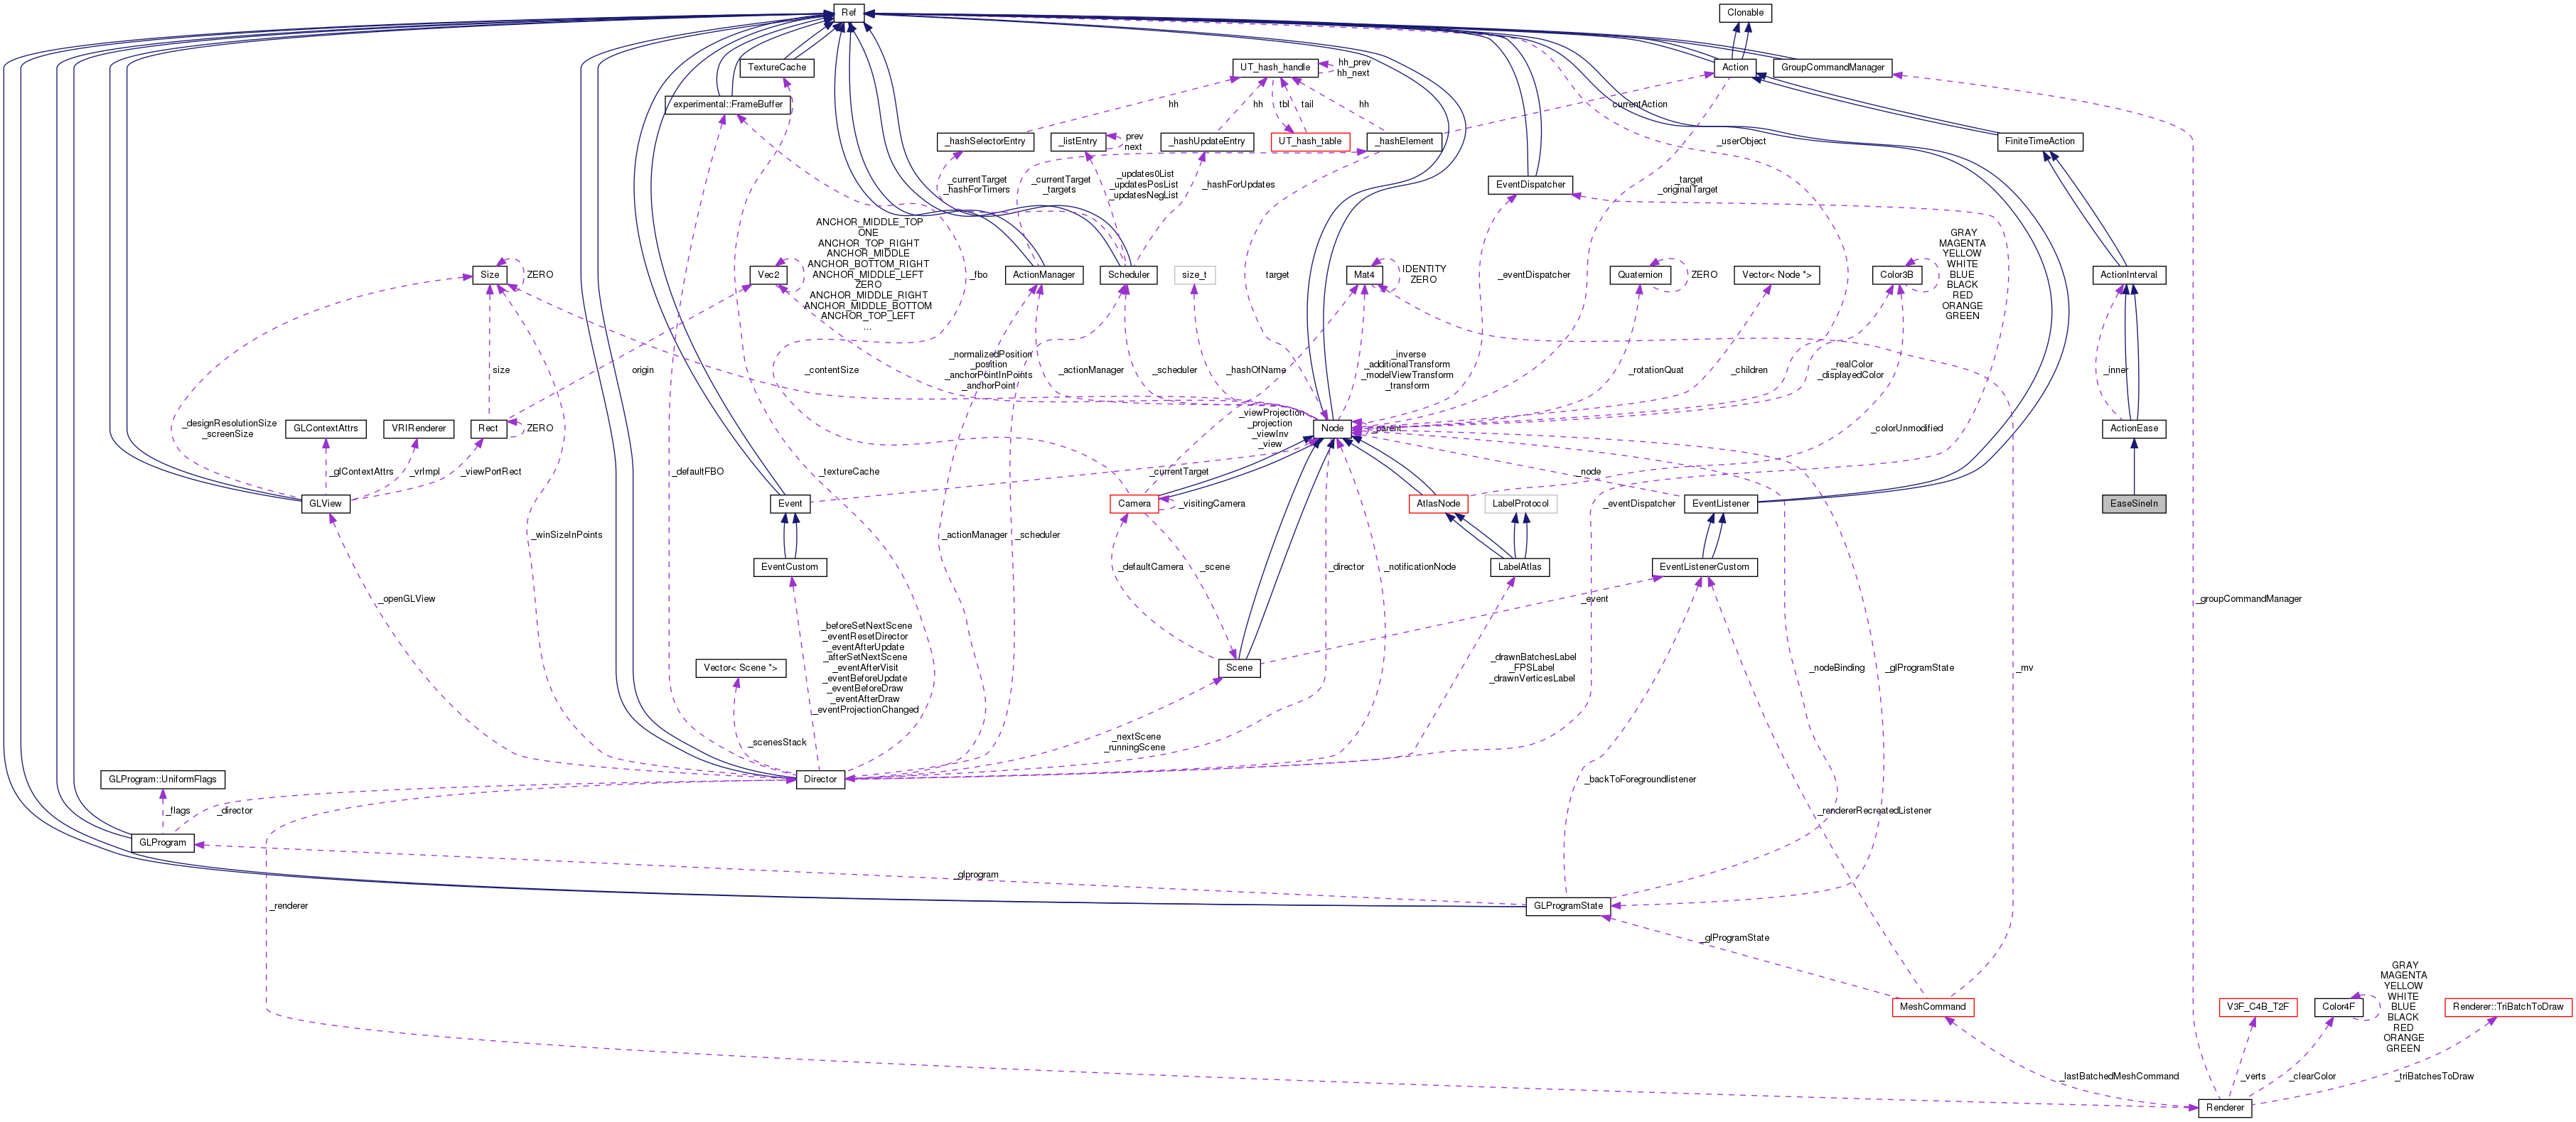 Ref
Clonable
TextureCache
UT_hash_handle
hh_prev
hh_next
Action
GroupCommandManager
experimental::FrameBuffer
hh
hh
tbl
tail
hh
currentAction
_hashSelectorEntry
_listEntry
prev
next
_hashUpdateEntry
UT_hash_table
_hashElement
_userObject
FiniteTimeAction
_currentTarget
_hashForTimers
_currentTarget
_targets
_updates0List
_updatesPosList
_updatesNegList
_hashForUpdates
EventDispatcher
_target
_originalTarget
ANCHOR_MIDDLE_TOP
ONE
ANCHOR_TOP_RIGHT
ANCHOR_MIDDLE
ANCHOR_BOTTOM_RIGHT
ANCHOR_MIDDLE_LEFT
ZERO
ANCHOR_MIDDLE_RIGHT
ANCHOR_MIDDLE_BOTTOM
ANCHOR_TOP_LEFT
...
GRAY
MAGENTA
YELLOW
WHITE
BLUE
BLACK
RED
ORANGE
GREEN
Size
ZERO
Vec2
_fbo
ActionManager
Scheduler
size_t
target
Mat4
IDENTITY
ZERO
_eventDispatcher
Quaternion
ZERO
Vector< Node *>
Color3B
ActionInterval
size
origin
_contentSize
_normalizedPosition
_position
_anchorPointInPoints
_anchorPoint
_actionManager
_scheduler
_hashOfName
_inverse
_additionalTransform
_modelViewTransform
_transform
_rotationQuat
_children
_realColor
_displayedColor
_inner
_designResolutionSize
_screenSize
GLContextAttrs
VRIRenderer
Rect
ZERO
_viewProjection
_projection
_viewInv
_view
Node
_parent
_colorUnmodified
ActionEase
_glContextAttrs
_vrImpl
_viewPortRect
_defaultFBO
_textureCache
_currentTarget
_node
GLView
Event
Camera
_visitingCamera
AtlasNode
LabelProtocol
_eventDispatcher
EventListener
EaseSineIn
_winSizeInPoints
_actionManager
_scheduler
EventCustom
_defaultCamera
_scene
_director
_notificationNode
LabelAtlas
EventListenerCustom
_openGLView
_event
_groupCommandManager
_beforeSetNextScene
_eventResetDirector
_eventAfterUpdate
_afterSetNextScene
_eventAfterVisit
_eventBeforeUpdate
_eventBeforeDraw
_eventAfterDraw
_eventProjectionChanged
Vector< Scene *>
Scene
_drawnBatchesLabel
_FPSLabel
_drawnVerticesLabel
_nodeBinding
_glProgramState
_mv
_scenesStack
_nextScene
_runningScene
GLProgram::UniformFlags
Director
_backToForegroundlistener
_flags
_director
_rendererRecreatedListener
GLProgram
_glprogram
_renderer
GLProgramState
_glProgramState
GRAY
MAGENTA
YELLOW
WHITE
BLUE
BLACK
RED
ORANGE
GREEN
MeshCommand
V3F_C4B_T2F
Color4F
Renderer::TriBatchToDraw
_lastBatchedMeshCommand
_verts
_clearColor
_triBatchesToDraw
Renderer